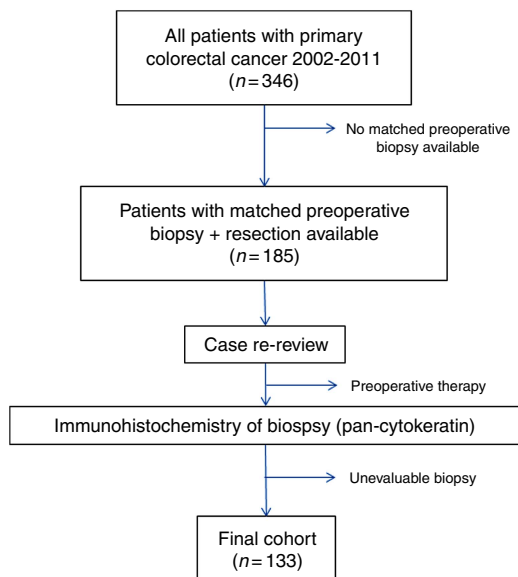 All patients with primary
colorectal cancer 2002-2011
(n=346)
No matched preoperative
biopsy available
Patients with matched preoperative
biopsy + resection available
(n=185)
Case re-review
Preoperative therapy
Immunohistochemistry of biospsy (pan-cytokeratin)
Unevaluable biopsy
Final cohort
(n=133)